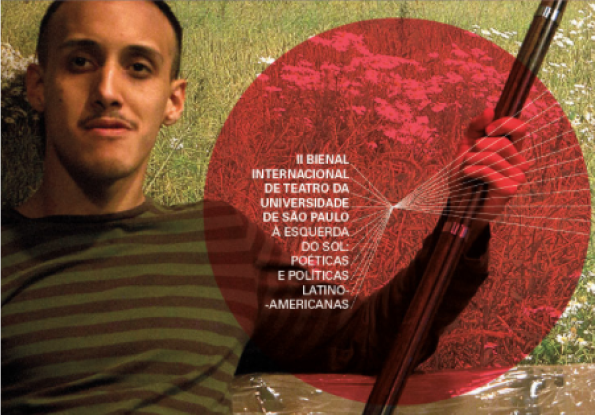 II BIENAL
INTERNACIONAL
DE TEATRO DA
UNIVERSIDADE
DE SÃO PAULO
À ESQUERDA
DO SOL:
POÉTICAS
E POLÍTICAS
LATINO-
-AMERICANAS